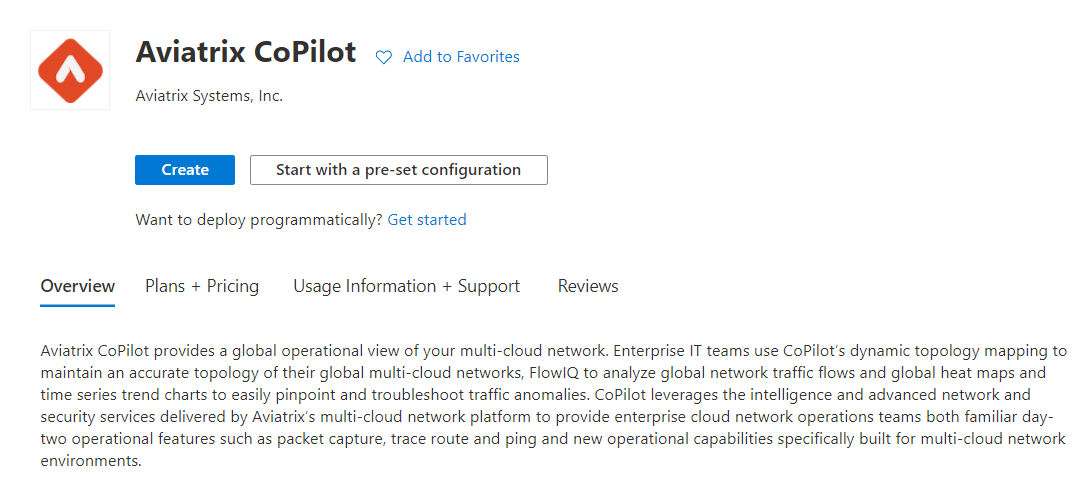 Aviatrix CoPilot
Add to Favorites
Aviatrix Systems, Inc.
Create
Start with a pre-set configuration
Want to deploy programmatically? Get started
Overview
Plans + Pricing
Usage Information + Support
Reviews
Aviatrix CoPilot provides a global operational view of your multi-cloud network. Enterprise IT teams use CoPilot's dynamic topology mapping to
maintain an accurate topology of their global multi-cloud networks, FlowIQ to analyze global network traffic flows and global heat maps and
time series trend charts to easily pinpoint and troubleshoot traffic anomalies. CoPilot leverages the intelligence and advanced network and
security services delivered by Aviatrix's multi-cloud network platform to provide enterprise cloud network operations teams both familiar day-
two operational features such as packet capture, trace route and ping and new operational capabilities specifically built for multi-cloud network
environments.